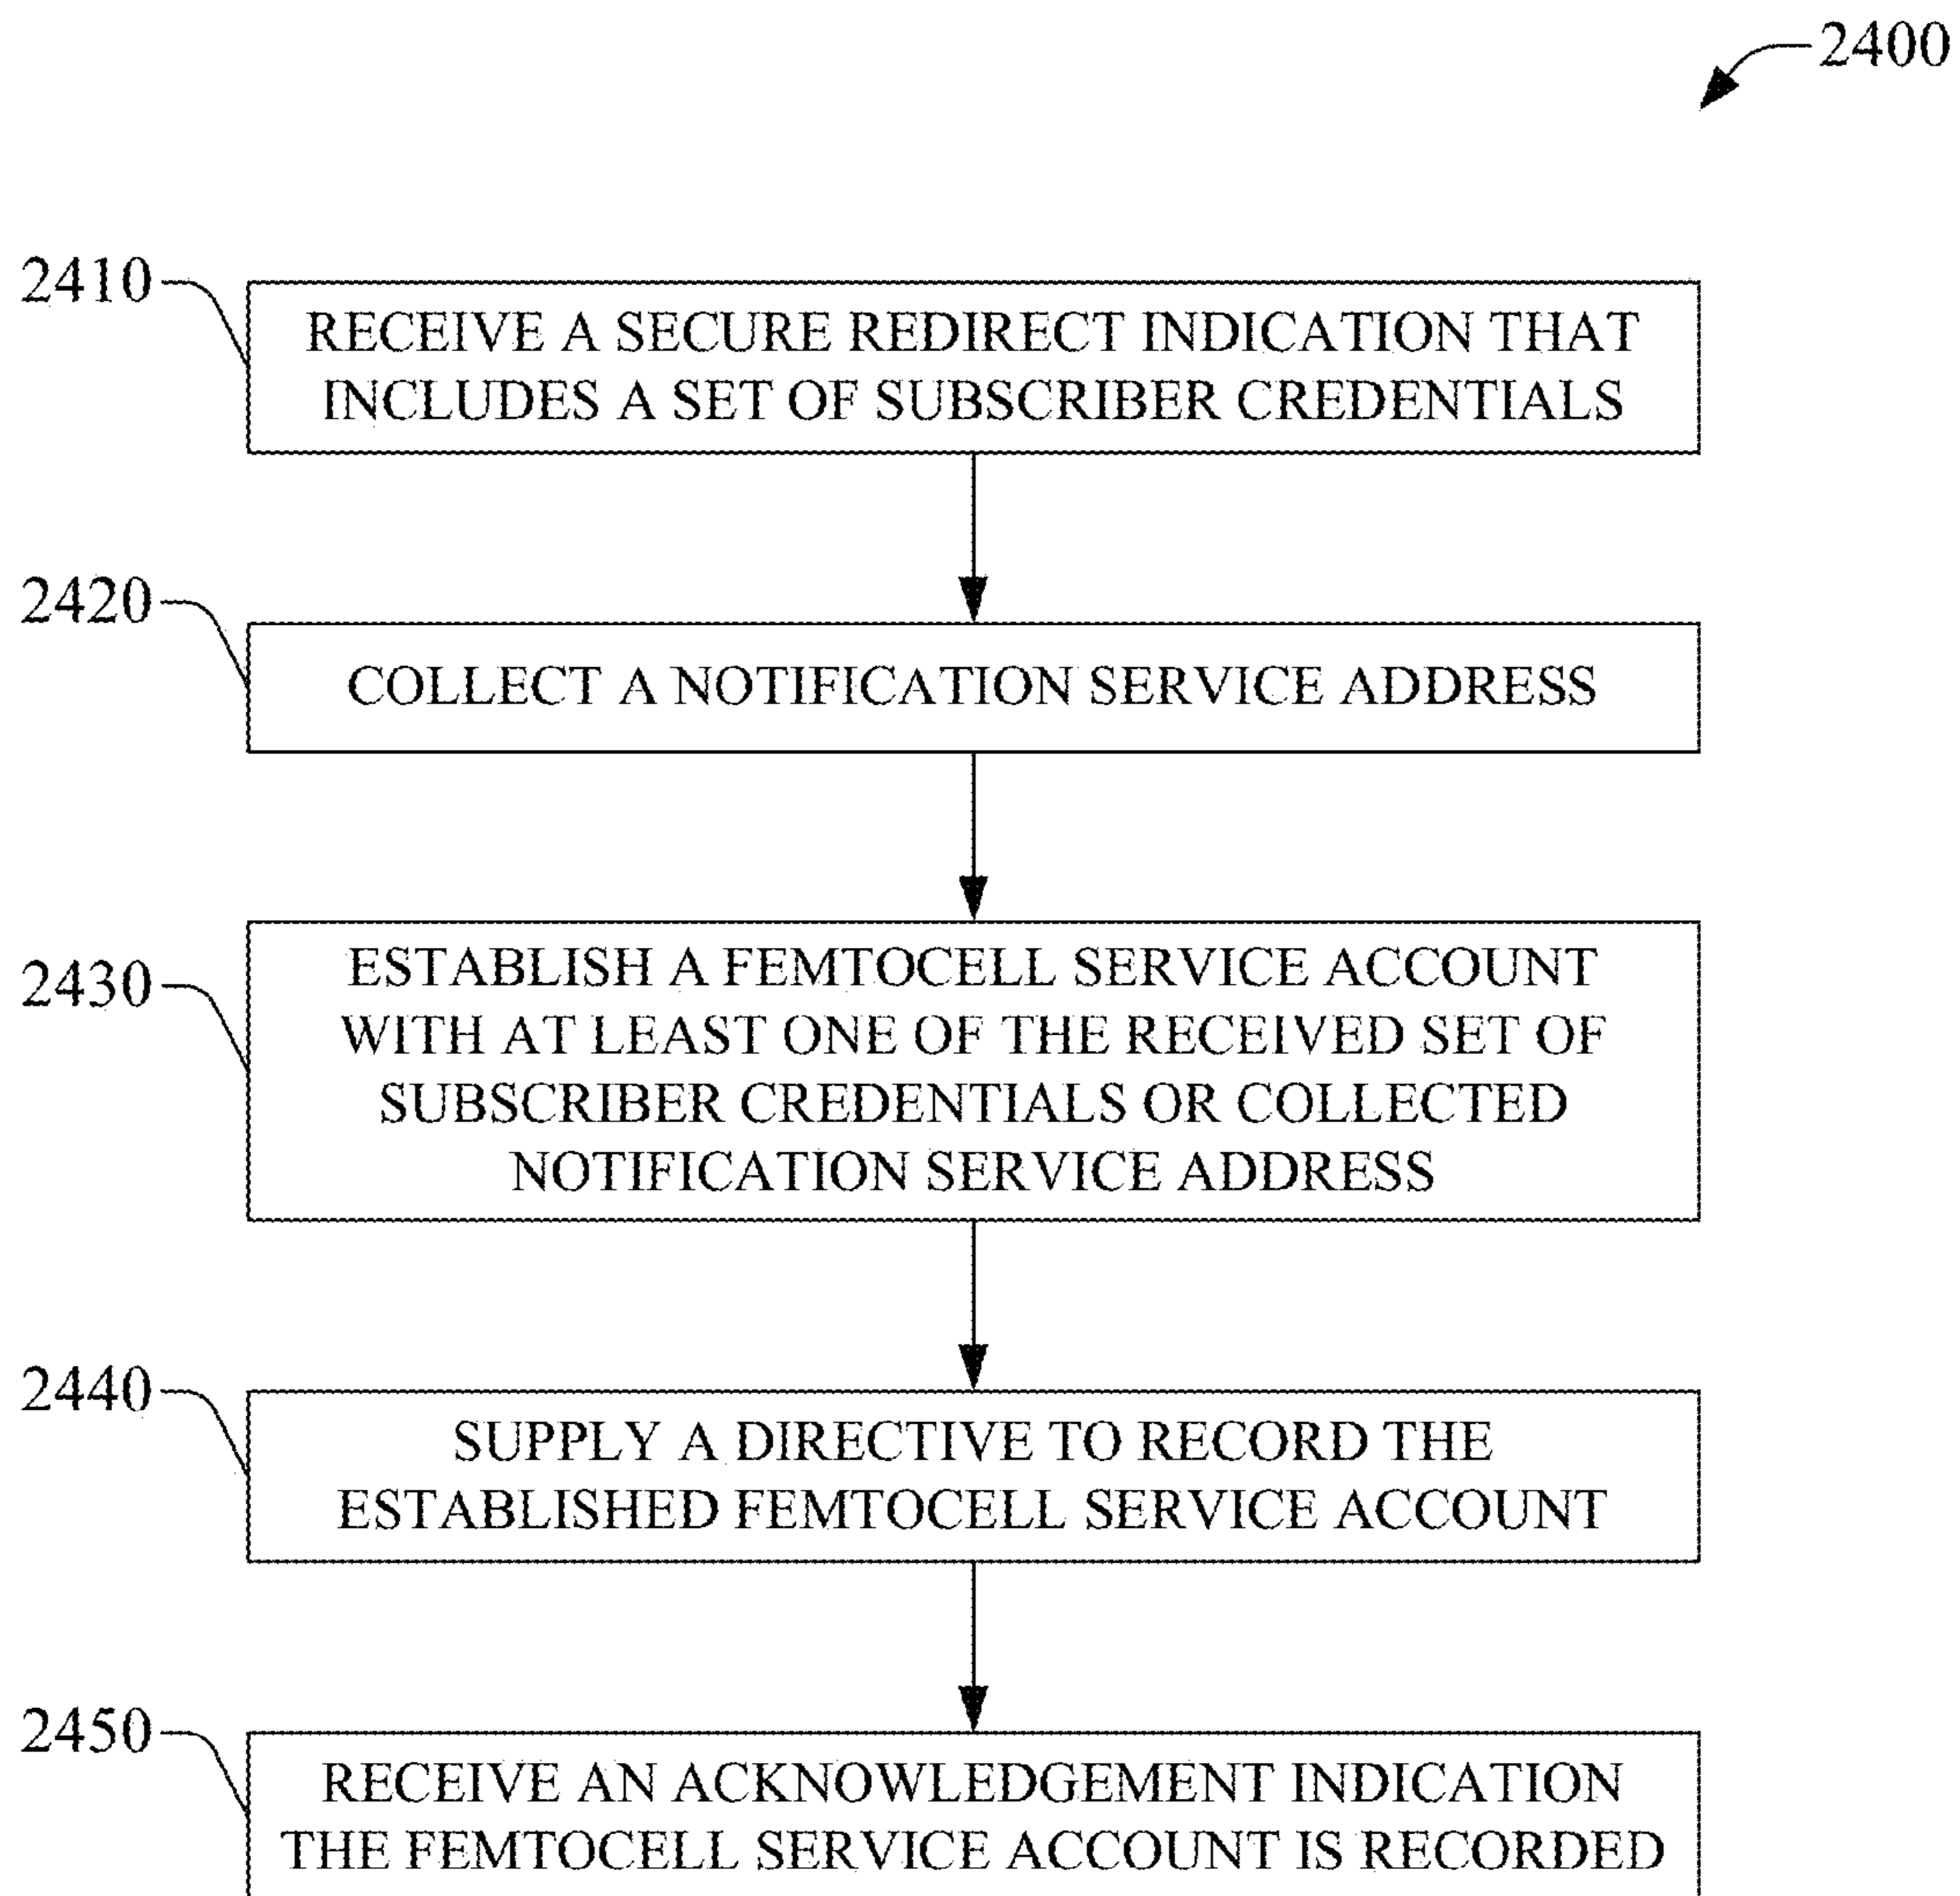 2400
2410
RECEIVE A SECURE REDIRECT INDICATION THAT
INCLUDES A SET OF SUBSCRIBER CREDENTIALS
2420
COLLECT A NOTIFICATION SERVICE ADDRESS
2430
ESTABLISH A FEMTOCELL SERVICE ACCOUNT
WITH AT LEAST ONE OF THE RECEIVED SET OF
SUBSCRIBER CREDENTIALS OR COLLECTED
NOTIFICATION SERVICE ADDRESS
2440
SUPPLY A DIRECTIVE TO RECORD THE
ESTABLISHED FEMTOCELL SERVICE ACCOUNT
2450
RECEIVE AN ACKNOWLEDGEMENT INDICATION
THE FEMTOCELL SERVICE ACCOUNT IS RECORDED